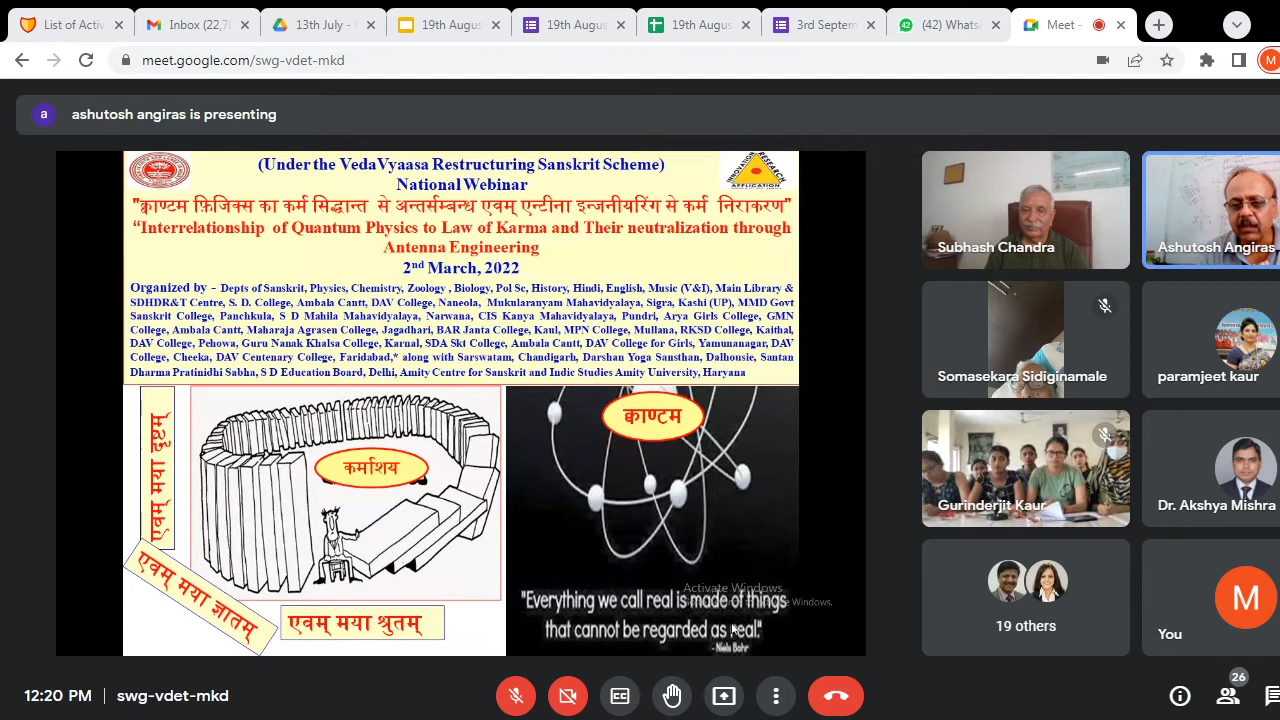 List of Activ
Inbox (22,7
13th July -
19th Augus
19th Augus
19th Augus
3rd Septem
(42) WhatsA
Meet -
meet.google.com/swg-vdet-mkd
M
a
ashutosh angiras is presenting
(Under the VedaVyaasa Restructuring Sanskrit Scheme)
National Webinar
INNOVATION RESEARCH
APPLICATION
"क्वाण्टम फ़िजिक्स का कर्म सिद्धान्त से अन्तर्सम्बन्ध एवम् एन्टीना इन्जनीयरिंग से कर्म निराकरण"
“Interrelationship of Quantum Physics to Law of Karma and Their neutralization through
Antenna Engineering
2nd March, 2022
Organized by - Depts of Sanskrit, Physics, Chemistry, Zoology , Biology, Pol Sc, History, Hindi, English, Music (V&I), Main Library &
SDHDR&T Centre, S. D. College, Ambala Cantt, DAV College, Naneola, Mukularanyam Mahavidyalaya, Sigra, Kashi (UP), MMD Govt
Sanskrit College, Panchkula, S D Mahila Mahavidyalaya, Narwana, CIS Kanya Mahavidyalaya, Pundri, Arya Girls College, GMN
College, Ambala Cantt, Maharaja Agrasen College, Jagadhari, BAR Janta College, Kaul, MPN College, Mullana, RKSD College, Kaithal,
DAV College, Pehowa, Guru Nanak Khalsa College, Karnal, SDA Skt College, Ambala Cantt, DAV College for Girls, Yamunanagar, DAV
College, Cheeka, DAV Centenary College, Faridabad,* along with Sarswatam, Chandigarh, Darshan Yoga Sansthan, Dalhousie, Santan
Dharma Pratinidhi Sabha, S D Education Board, Delhi, Amity Centre for Sanskrit and Indic Studies Amity University, Haryana
एवम् मया दृष्टम्
कर्माशय
क्वाण्टम
एवम् मया ज्ञातम्
एवम् मया श्रुतम्
Activate Windows
"Everything we call real is made of things
Windows.
that cannot be regarded as real."
- Niels Bohr
Subhash Chandra
Ashutosh Angiras
Somasekara Sidiginamale
paramjeet kaur
Gurinderjit Kaur
Dr. Akshya Mishra
19 others
M
You
12:20 PM
swg-vdet-mkd
CC
26